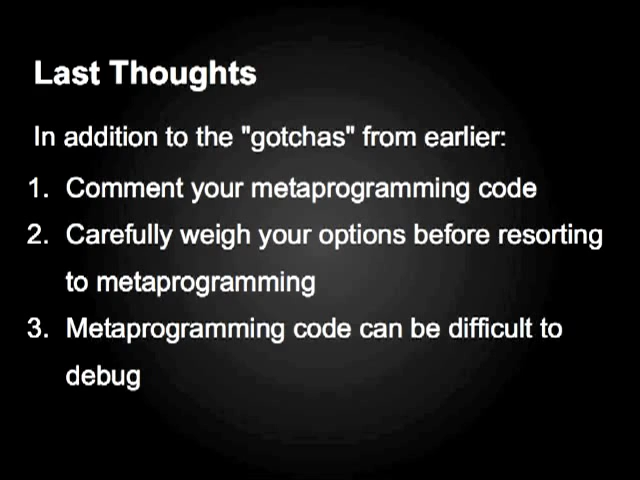 Last Thoughts
In addition to the "gotchas" from earlier:
1. Comment your metaprogramming code
2. Carefully weigh your options before resorting
to metaprogramming
3. Metaprogramming code can be difficult to
debug